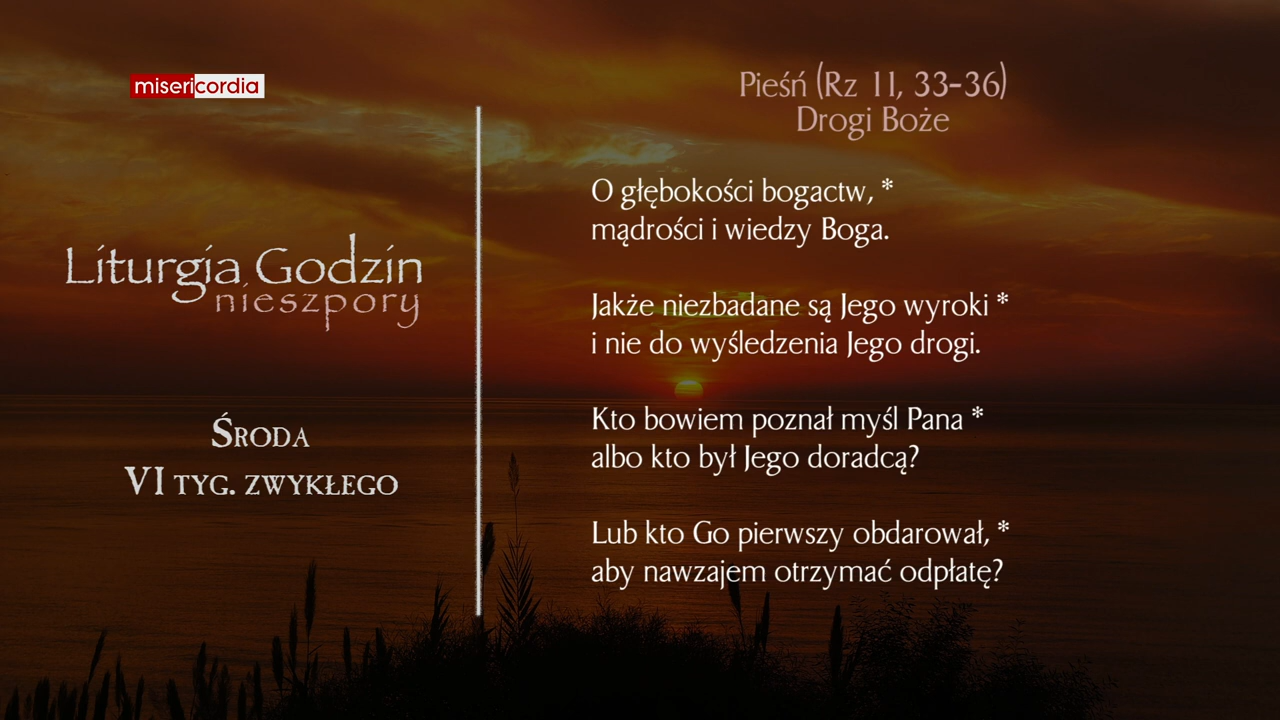 misericordia
Liturgia Godzin
nieszpory
Środa
VI tyg. zwykłego
Pieśń (Rz 11, 33-36)
Drogi Boże
O głębokości bogactw, *
mądrości i wiedzy Boga.
Jakże niezbadane są Jego wyroki *
i nie do wyśledzenia Jego drogi.
Kto bowiem poznał myśl Pana *
albo kto był Jego doradcą?
Lub kto Go pierwszy obdarował, *
aby nawzajem otrzymać odpłatę?